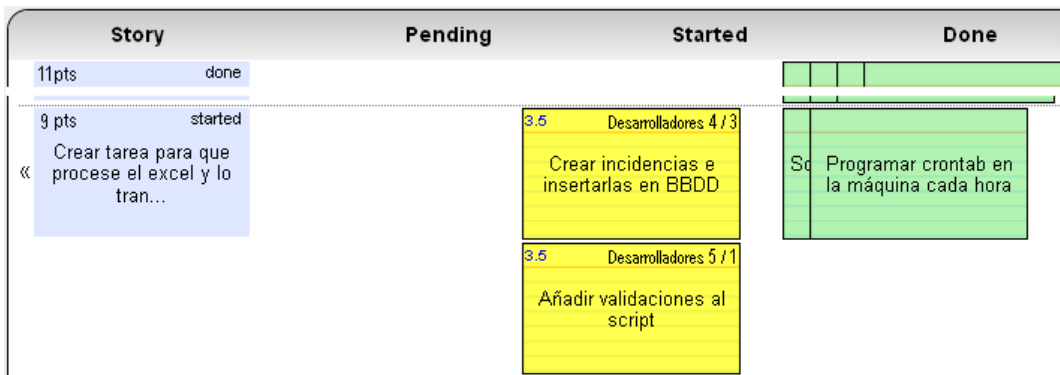 Story Pending Started Done
11pts done
9 pts started
«
Crear tarea para que
procese el excel y lo
tran...
3.5 Desarrolladores 4 / 3
Crear incidencias e
insertarlas en BBDD
Programar crontab en
la máquina cada hora
3.5 Desarrolladores 5 / 1
Añadir validaciones al
script